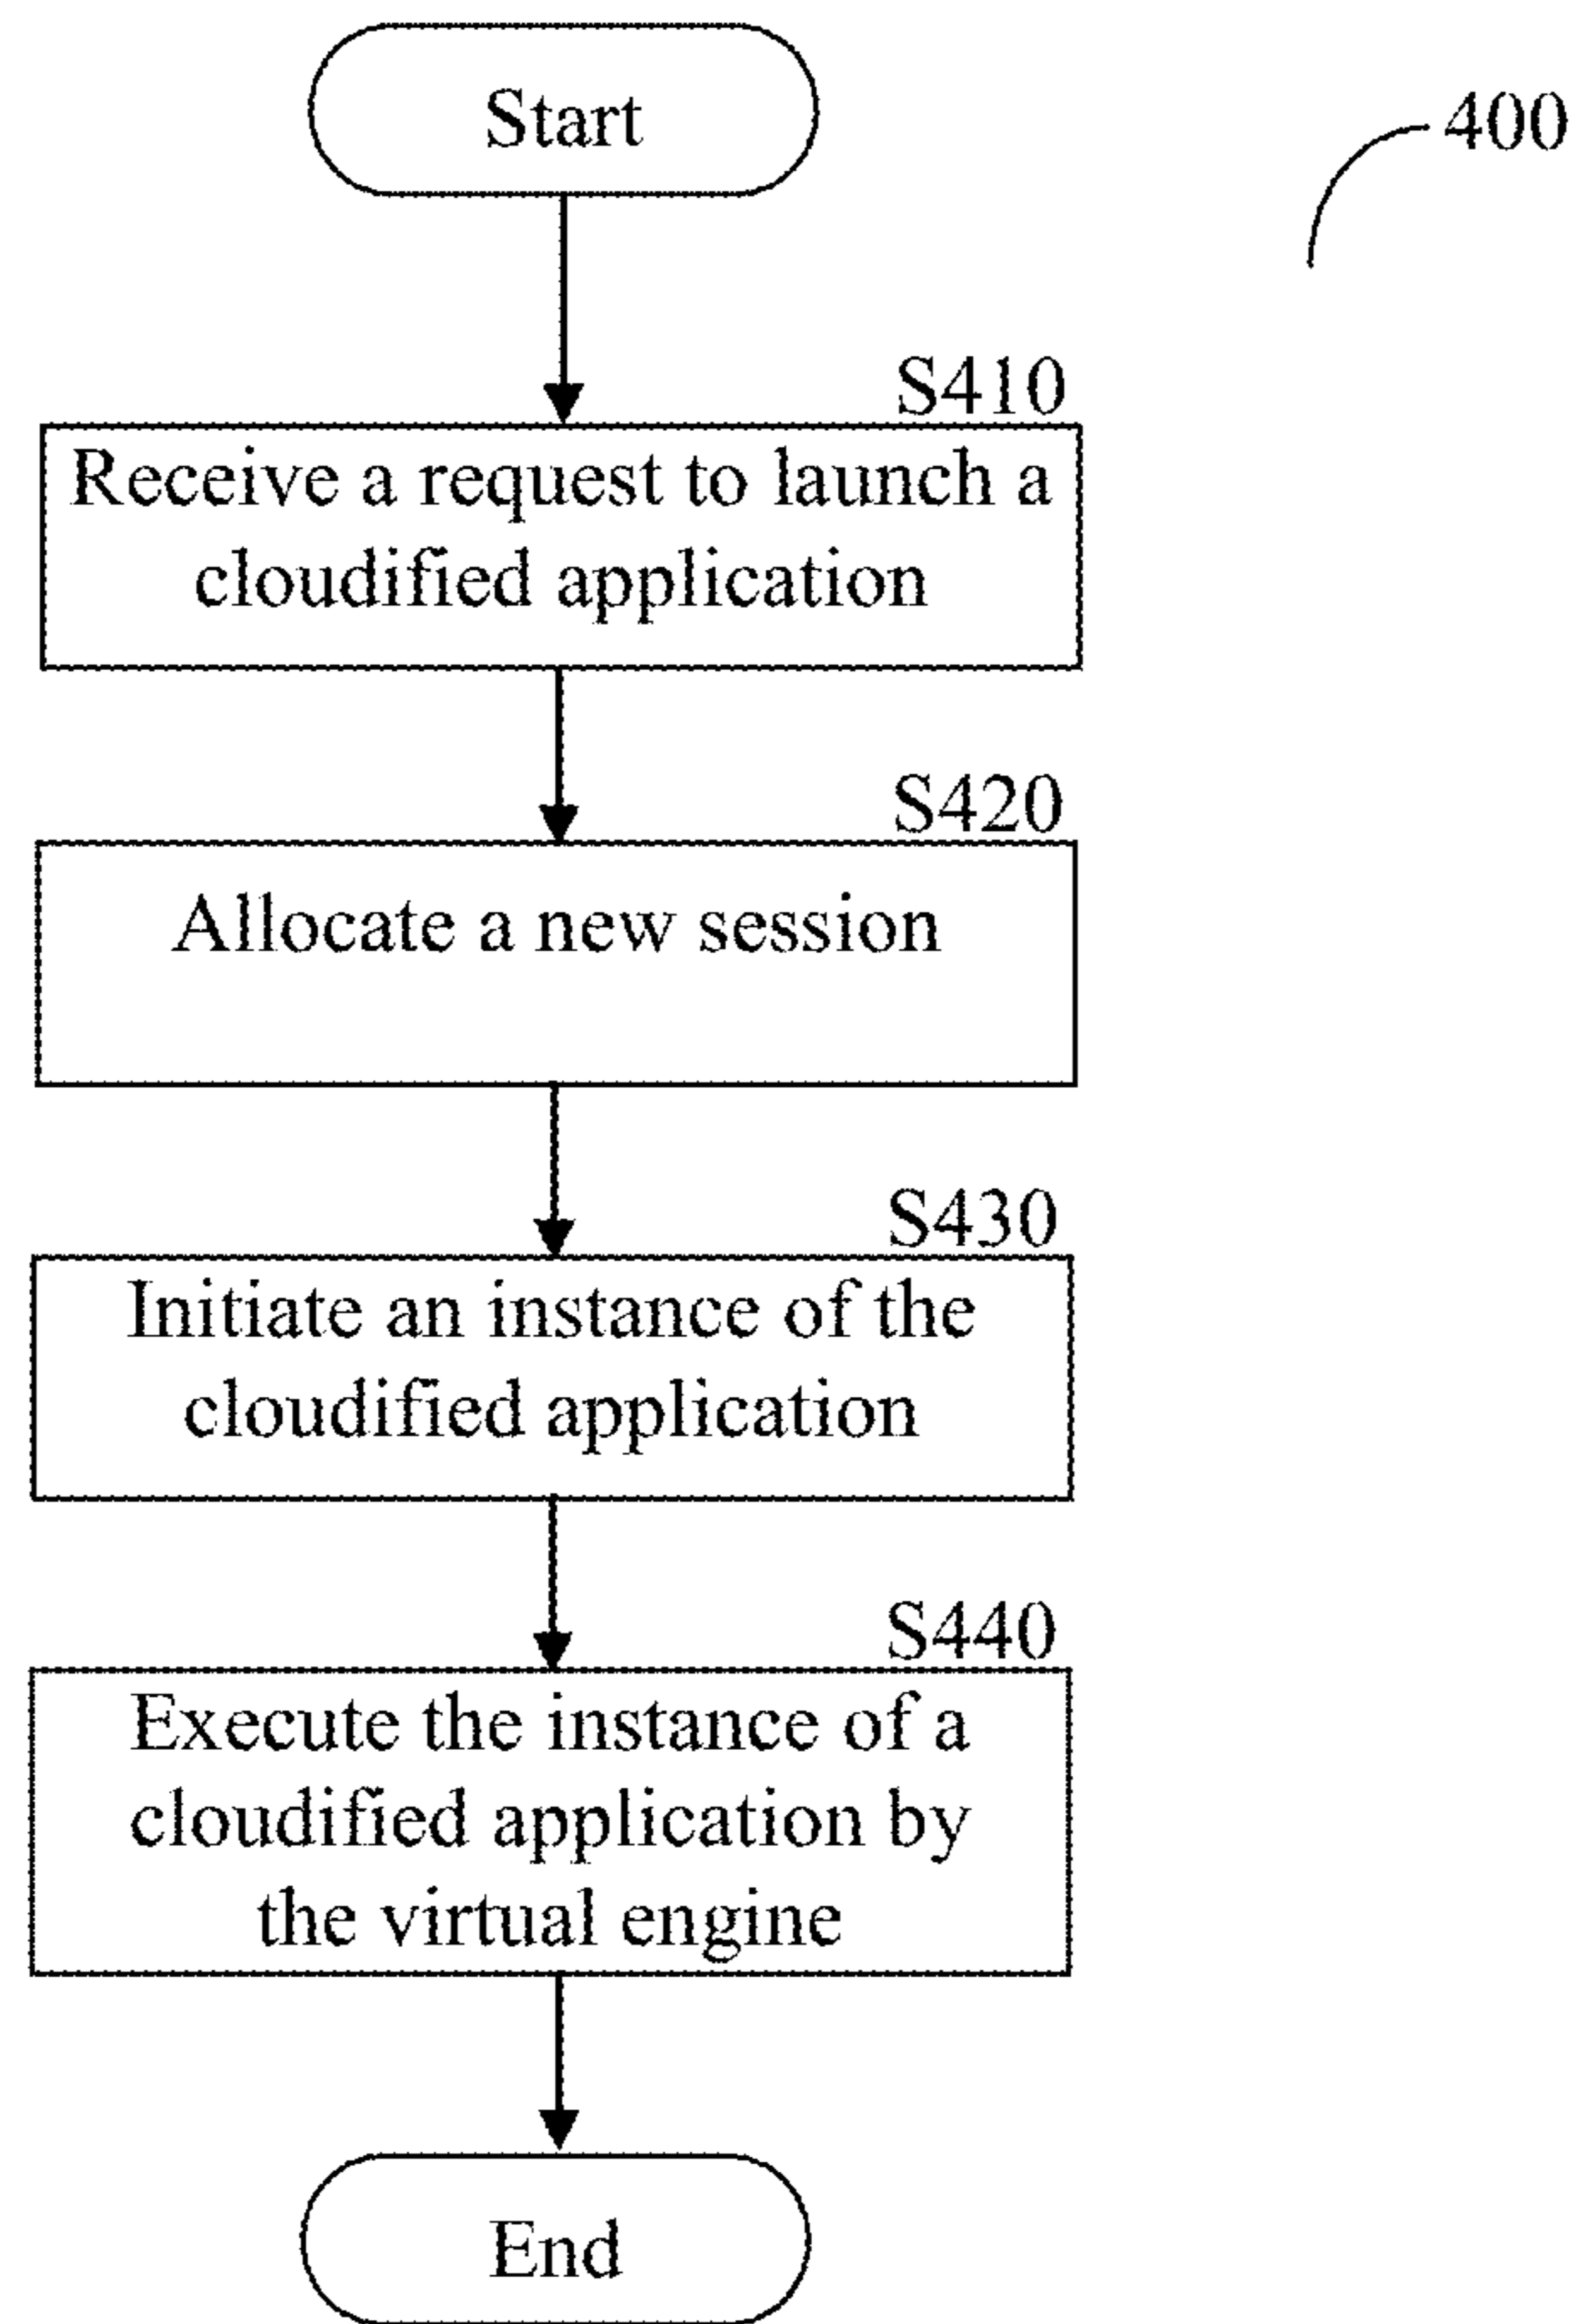 Start
400
S410
Receive a request to launch a
cloudified application
S420
Allocate a new session
S430
Initiate an instance of the
cloudified application
S440
Execute the instance of a
cloudified application by
the virtual engine
End